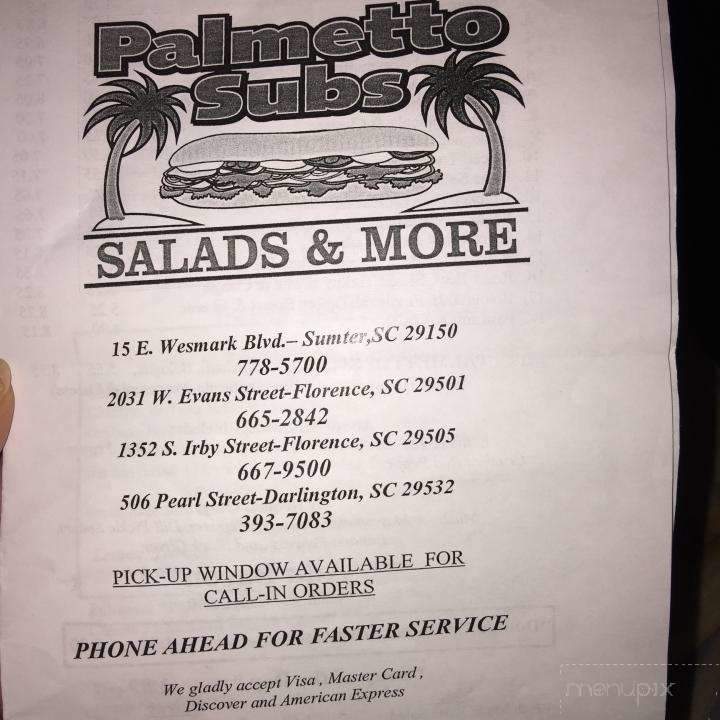 Palmetto
Subs
SALADS & MORE
15 E. Wesmark Blvd.– Sumter,SC 29150
778-5700
2031 W. Evans Street-Florence, SC 29501
665-2842
1352 S. Irby Street-Florence, SC 29505
667-9500
506 Pearl Street-Darlington, SC 29532
393-7083
PICK-UP WINDOW AVAILABLE FOR
CALL-IN ORDERS
PHONE AHEAD FOR FASTER SERVICE
We gladly accept Visa , Master Card ,
Discover and American Express
menupix